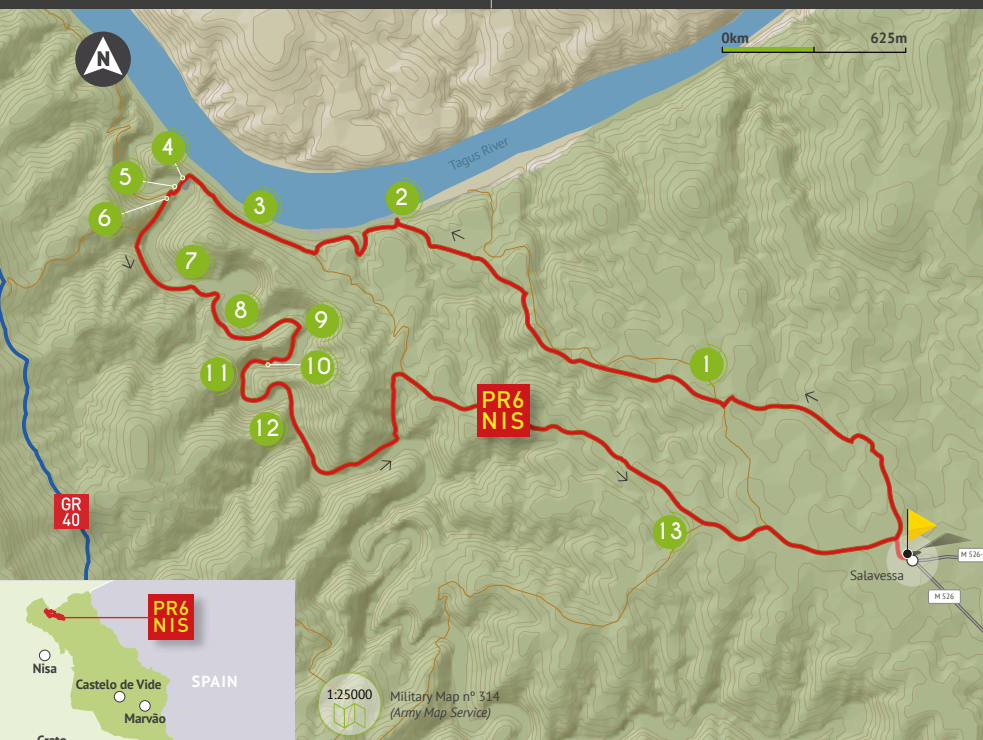 N
0km
625m
Tagus River
4
5
6
3
2
7
8
9
10
11
12
1
PR6
NIS
13
GR
40
Salavessa
M 526-
M 526
PR6
NIS
Nisa
SPAIN
Castelo de Vide
Marvão
Crato
1:25000
Military Map nº 314
(Army Map Service)